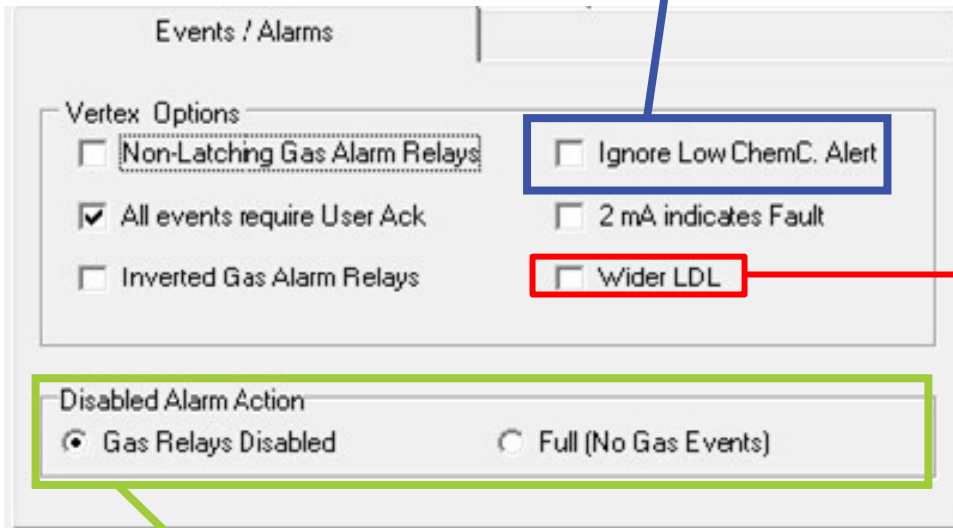 Events / Alarms
Vertex Options
Non-Latching Gas Alarm Relays
Ignore Low ChemC. Alert
All events require User Ack
2 mA indicates Fault
Inverted Gas Alarm Relays
Wider LDL
Disabled Alarm Action
Gas Relays Disabled
Full (No Gas Events)